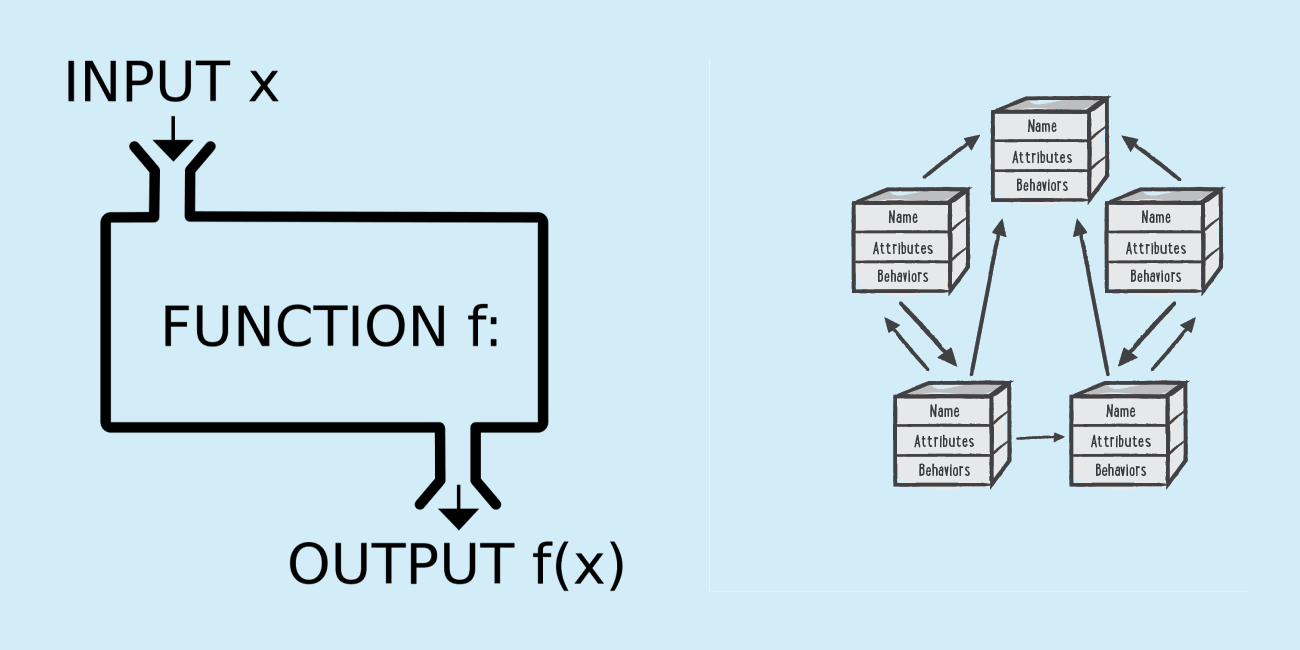 INPUT x
FUNCTION f:
OUTPUT f(x)
Name
Attributes
Behaviors
Name
Attributes
Behaviors
Name
Attributes
Behaviors
Name
Attributes
Behaviors
Name
Attributes
Behaviors